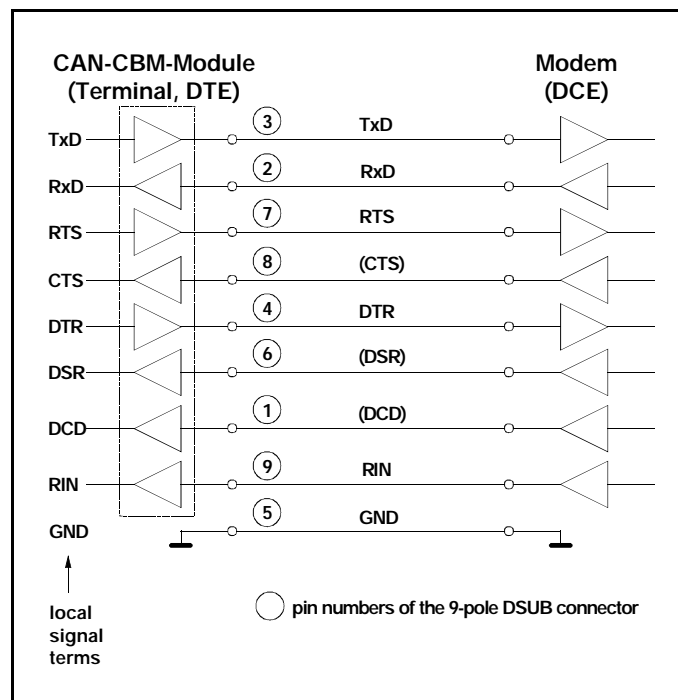 CAN-CBM-Module
(Terminal, DTE)
Modem
(DCE)
TxD 3 TxD
RxD 2 RxD
RTS 7 RTS
CTS 8 (CTS)
DTR 4 DTR
DSR 6 (DSR)
DCD 1 (DCD)
RIN 9 RIN
GND 5 GND
local
signal
terms
pin numbers of the 9-pole DSUB connector